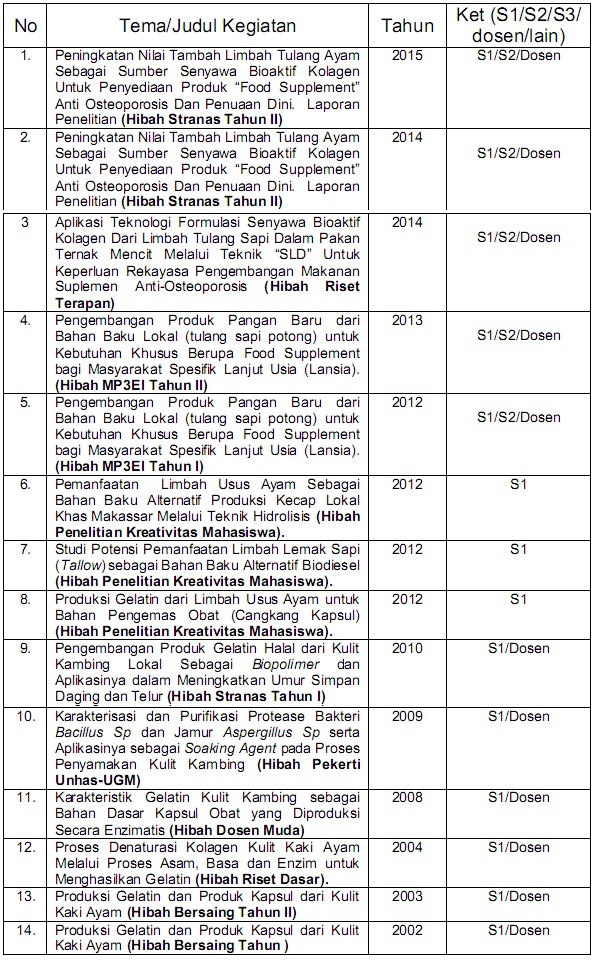 No Tema/Judul Kegiatan Tahun Ket (S1/S2/S3/
dosen/lain)
1. Peningkatan Nilai Tambah Limbah Tulang Ayam 2015 S1/S2/Dosen
Sebagai Sumber Senyawa Bioaktif Kolagen
Untuk Penyediaan Produk “Food Supplement”
Anti Osteoporosis Dan Penuaan Dini. Laporan
Penelitian (Hibah Stranas Tahun II)
2. Peningkatan Nilai Tambah Limbah Tulang Ayam 2014
Sebagai Sumber Senyawa Bioaktif Kolagen S1/S2/Dosen
Untuk Penyediaan Produk “Food Supplement”
Anti Osteoporosis Dan Penuaan Dini. Laporan
Penelitian (Hibah Stranas Tahun II)
3 Aplikasi Teknologi Formulasi Senyawa Bioaktif 2014
Kolagen Dari Limbah Tulang Sapi Dalam Pakan S1/S2/Dosen
Ternak Mencit Melalui Teknik “SLD” Untuk
Keperluan Rekayasa Pengembangan Makanan
Suplemen Anti-Osteoporosis (Hibah Riset
Terapan)
4. Pengembangan Produk Pangan Baru dari 2013
Bahan Baku Lokal (tulang sapi potong) untuk S1/S2/Dosen
Kebutuhan Khusus Berupa Food Supplement
bagi Masyarakat Spesifik Lanjut Usia (Lansia).
(Hibah MP3EI Tahun II)
5. Pengembangan Produk Pangan Baru dari 2012
Bahan Baku Lokal (tulang sapi potong) untuk S1/S2/Dosen
Kebutuhan Khusus Berupa Food Supplement
bagi Masyarakat Spesifik Lanjut Usia (Lansia).
(Hibah MP3EI Tahun I)
6. Pemanfaatan Limbah Usus Ayam Sebagai 2012 S1
Bahan Baku Alternatif Produksi Kecap Lokal
Khas Makassar Melalui Teknik Hidrolisis (Hibah
Penelitian Kreativitas Mahasiswa).
7. Studi Potensi Pemanfaatan Limbah Lemak Sapi 2012 S1
(Tallow) sebagai Bahan Baku Alternatif Biodiesel
(Hibah Penelitian Kreativitas Mahasiswa).
8. Produksi Gelatin dari Limbah Usus Ayam untuk 2012 S1
Bahan Pengemas Obat (Cangkang Kapsul)
(Hibah Penelitian Kreativitas Mahasiswa).
9. Pengembangan Produk Gelatin Halal dari Kulit 2010 S1/Dosen
Kambing Lokal Sebagai Biopolimer dan
Aplikasinya dalam Meningkatan Umur Simpan
Daging dan Telur (Hibah Stranas Tahun I)
10. Karakterisasi dan Purifikasi Protease Bakteri 2009 S1/Dosen
Bacillus Sp dan Jamur Aspergillus Sp serta
Aplikasinya sebagai Soaking Agent pada Proses
Penyamakan Kulit Kambing (Hibah Pekerti
Unhas-UGM)
11. Karakteristik Gelatin Kulit Kambing sebagai 2008 S1/Dosen
Bahan Dasar Kapsul Obat yang Diproduksi
Secara Enzimatis (Hibah Dosen Muda)
12. Proses Denaturasi Kolagen Kulit Kaki Ayam 2004 S1/Dosen
Melalui Proses Asam, Basa dan Enzim untuk
Menghasilkan Gelatin (Hibah Riset Dasar).
13. Produksi Gelatin dan Produk Kapsul dari Kulit 2003 S1/Dosen
Kaki Ayam (Hibah Bersaing Tahun II)
14. Produksi Gelatin dan Produk Kapsul dari Kulit 2002 S1/Dosen
Kaki Ayam (Hibah Bersaing Tahun )